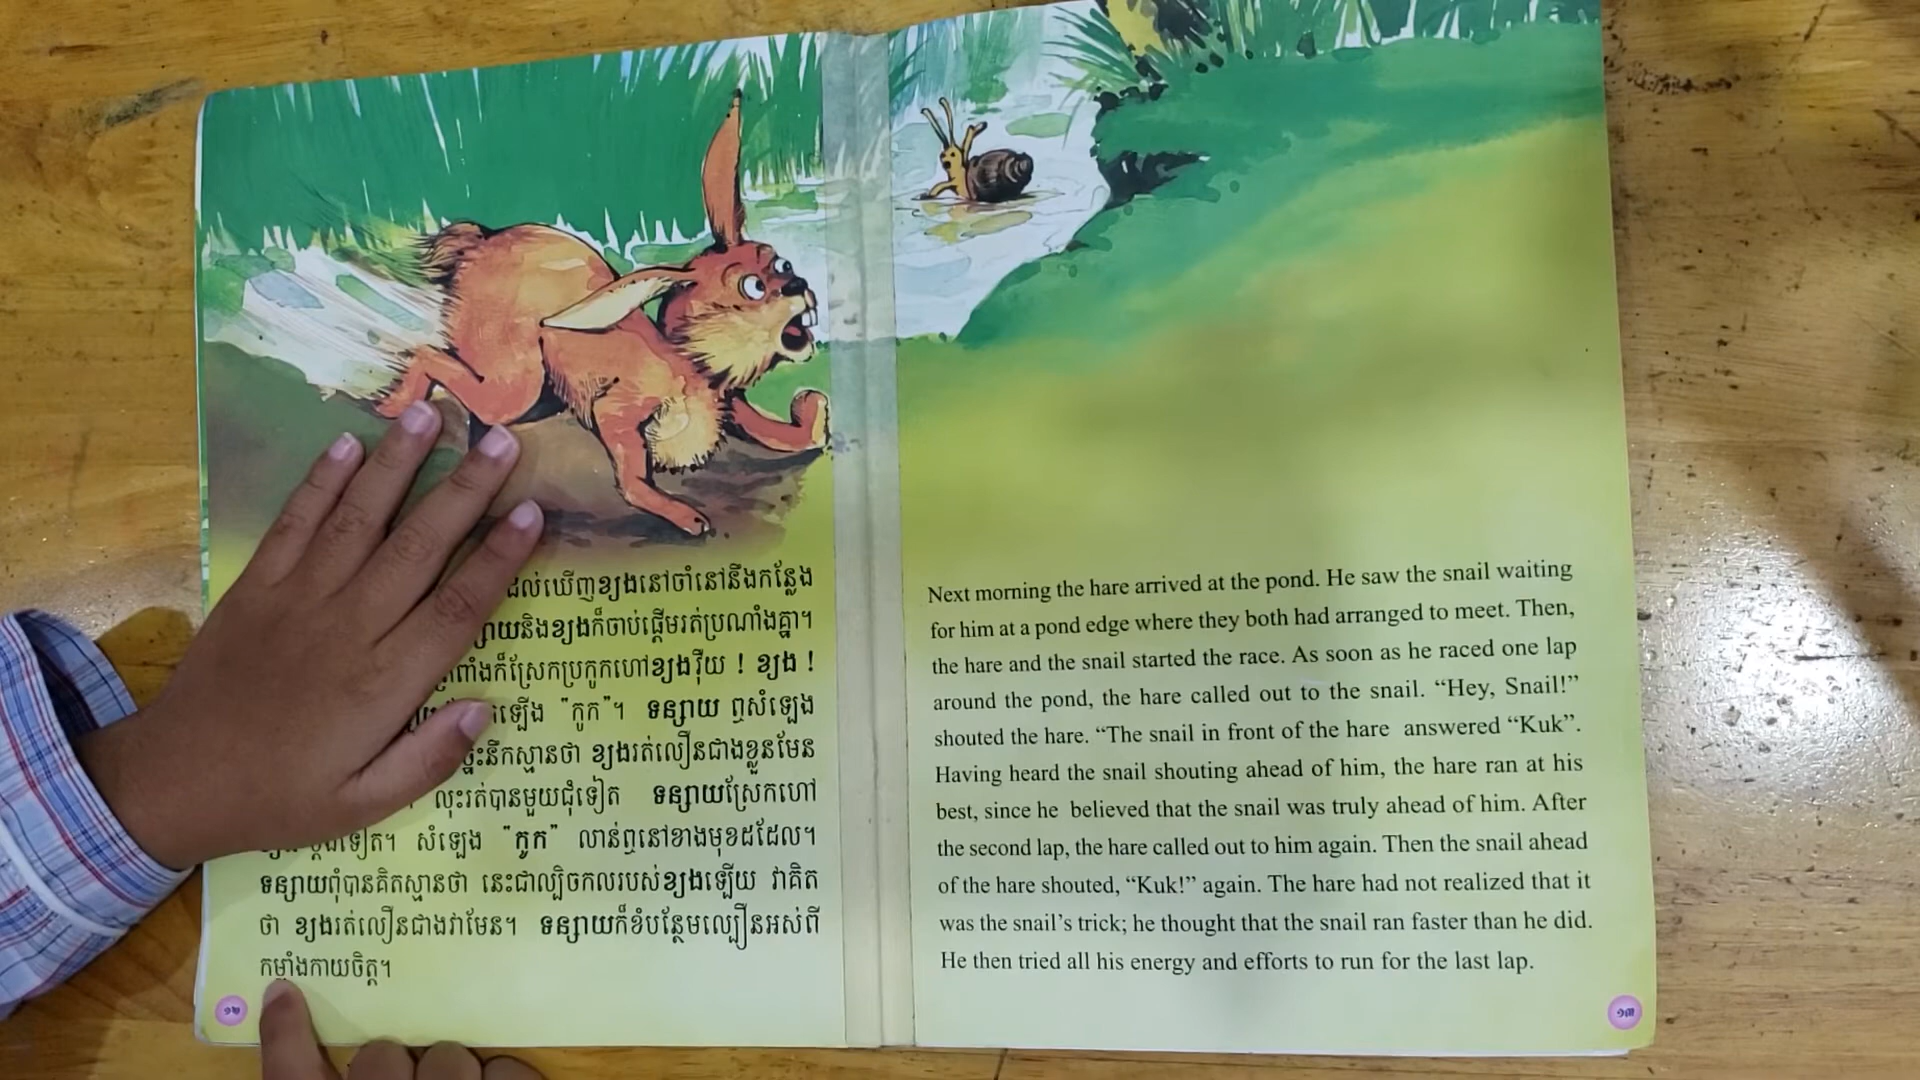 ដល់ឃើញខ្យងនៅចាំនៅនឹងកន្លែង
និងខ្យងក៏ចាប់ផ្ដើមរត់ប្រណាំងគ្នា។
ក៏ស្រែកប្រកូកហៅខ្យងវ៉ឺយ ! ខ្យង !
ឡើង "កូក"។ ទន្សាយ ឮសំឡេង
នឹកស្មានថា ខ្យងរត់លឿនជាងខ្លួនមែន
លុះរត់បានមួយជុំទៀត ទន្សាយស្រែកហៅ
ទៀត។ សំឡេង "កូក" លាន់ឮនៅខាងមុខដដែល។
ទន្សាយពុំបានគិតស្មានថា នេះជាល្បិចកលរបស់ខ្យងឡើយ វាគិត
ថា ខ្យងរត់លឿនជាងវាមែន។ ទន្សាយក៏ខំបន្ថែមល្បឿនអស់ពី
កម្លាំងកាយចិត្ត។
១២
Next morning the hare arrived at the pond. He saw the snail waiting
for him at a pond edge where they both had arranged to meet. Then,
the hare and the snail started the race. As soon as he raced one lap
around the pond, the hare called out to the snail. “Hey, Snail!”
shouted the hare. “The snail in front of the hare answered “Kuk”.
Having heard the snail shouting ahead of him, the hare ran at his
best, since he believed that the snail was truly ahead of him. After
the second lap, the hare called out to him again. Then the snail ahead
of the hare shouted, “Kuk!” again. The hare had not realized that it
was the snail’s trick; he thought that the snail ran faster than he did.
He then tried all his energy and efforts to run for the last lap.
១៣